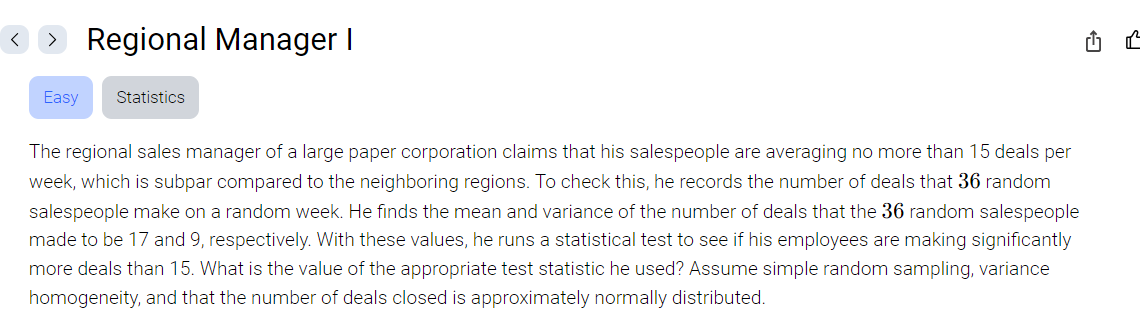 Regional Manager I
Easy Statistics
The regional sales manager of a large paper corporation claims that his salespeople are averaging no more than 15 deals per
week, which is subpar compared to the neighboring regions. To check this, he records the number of deals that 36 random
salespeople make on a random week. He finds the mean and variance of the number of deals that the 36 random salespeople
made to be 17 and 9, respectively. With these values, he runs a statistical test to see if his employees are making significantly
more deals than 15. What is the value of the appropriate test statistic he used? Assume simple random sampling, variance
homogeneity, and that the number of deals closed is approximately normally distributed.